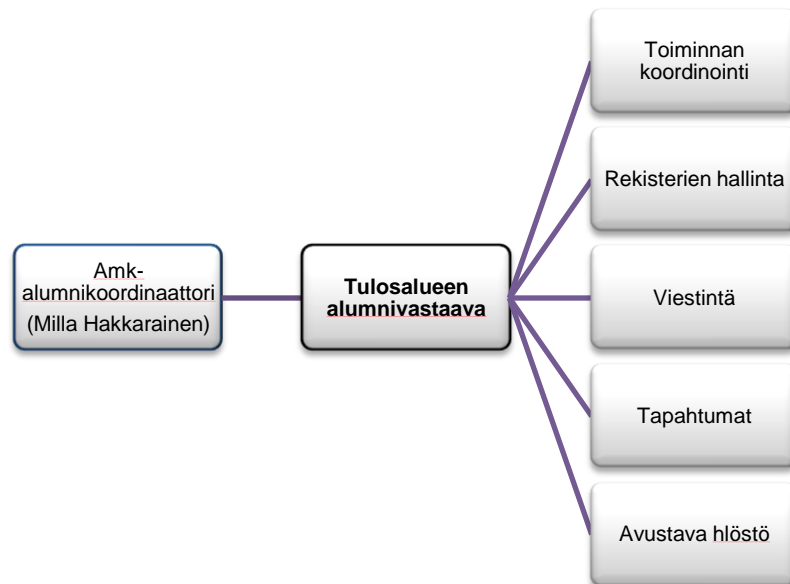 Amk-
alumnikoordinaattori
(Milla Hakkarainen)
Tulosalueen
alumnivastaava
Toiminnan
koordinointi
Rekisterien hallinta
Viestintä
Tapahtumat
Avustava hlöstö